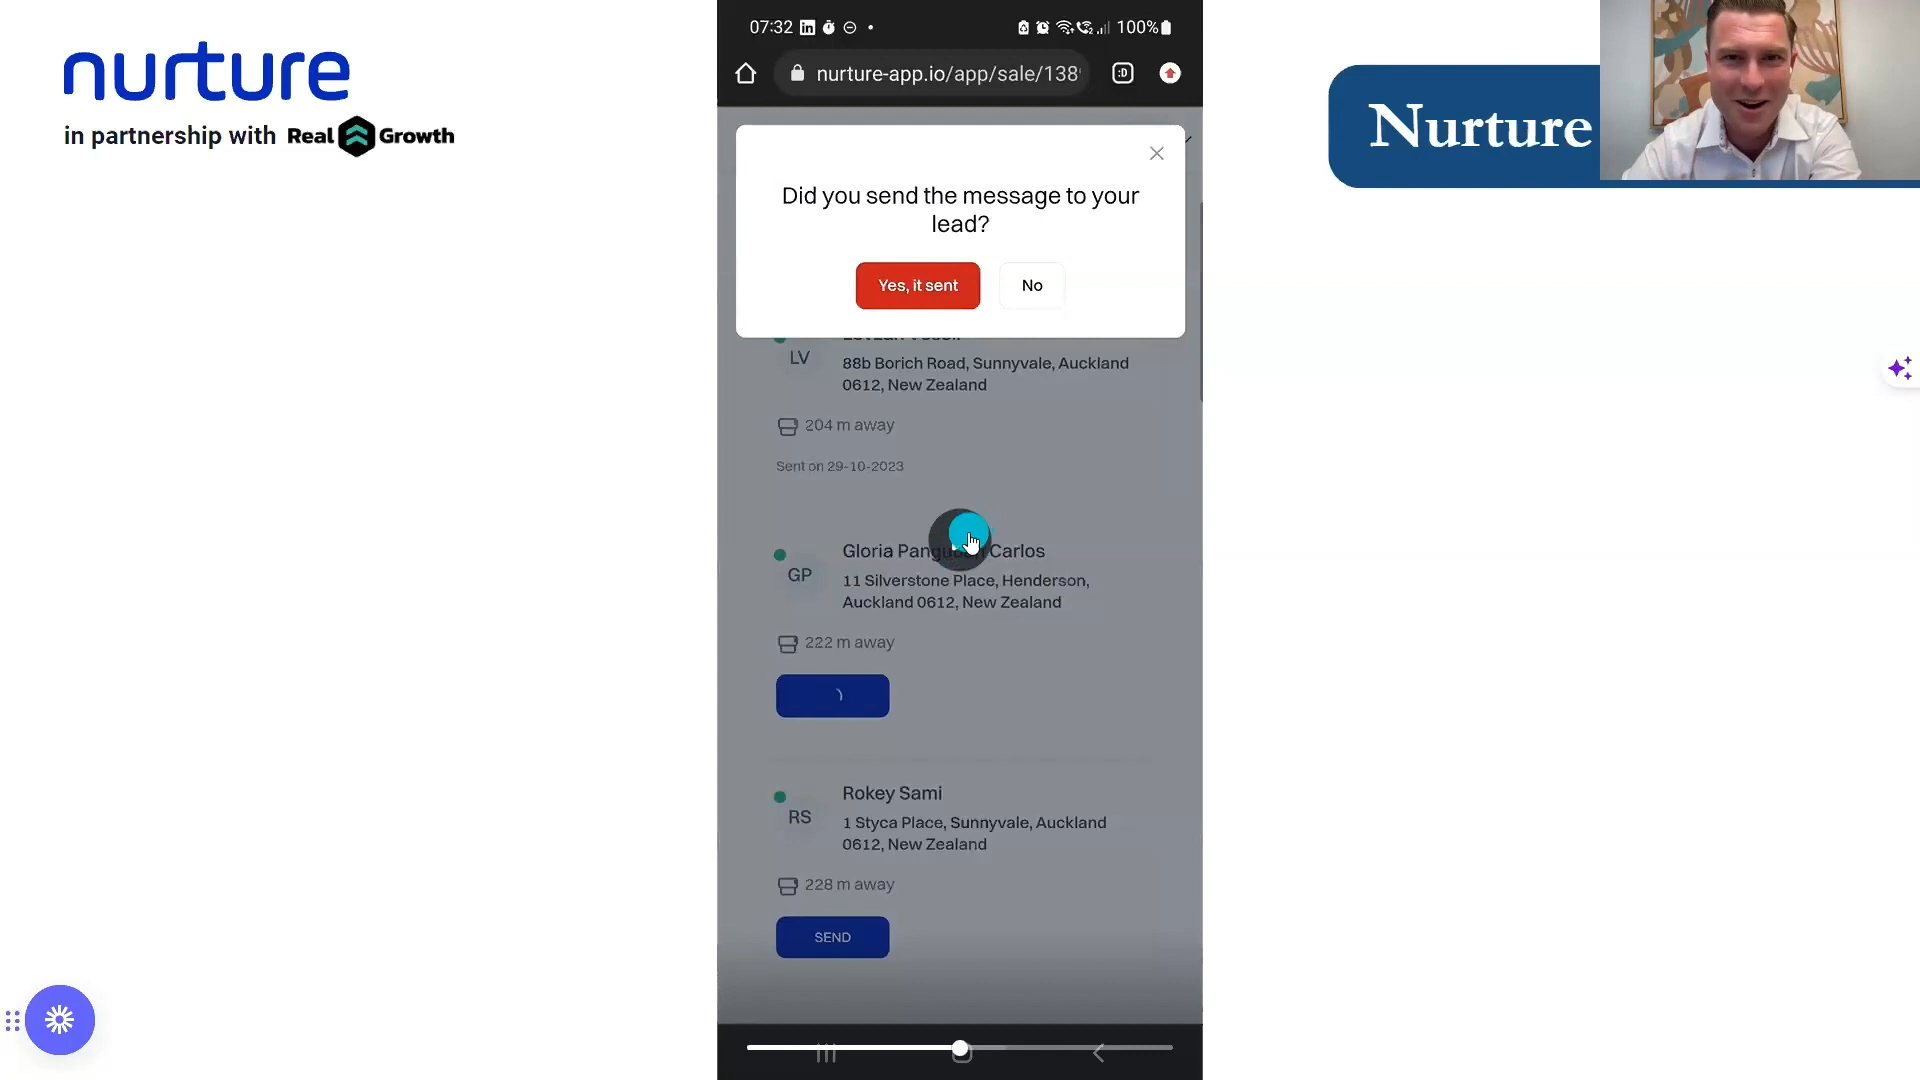 nurture
in partnership with Real Growth
07:32
100%
nurture-app.io/app/sale/138
:D
Nurture
Did you send the message to your
lead?
Yes, it sent
No
LV
88b Borich Road, Sunnyvale, Auckland
0612, New Zealand
204 m away
Sent on 29-10-2023
GP
11 Silverstone Place, Henderson,
Auckland 0612, New Zealand
Gloria Carlos
222 m away
RS
Rokey Sami
1 Styca Place, Sunnyvale, Auckland
0612, New Zealand
228 m away
SEND